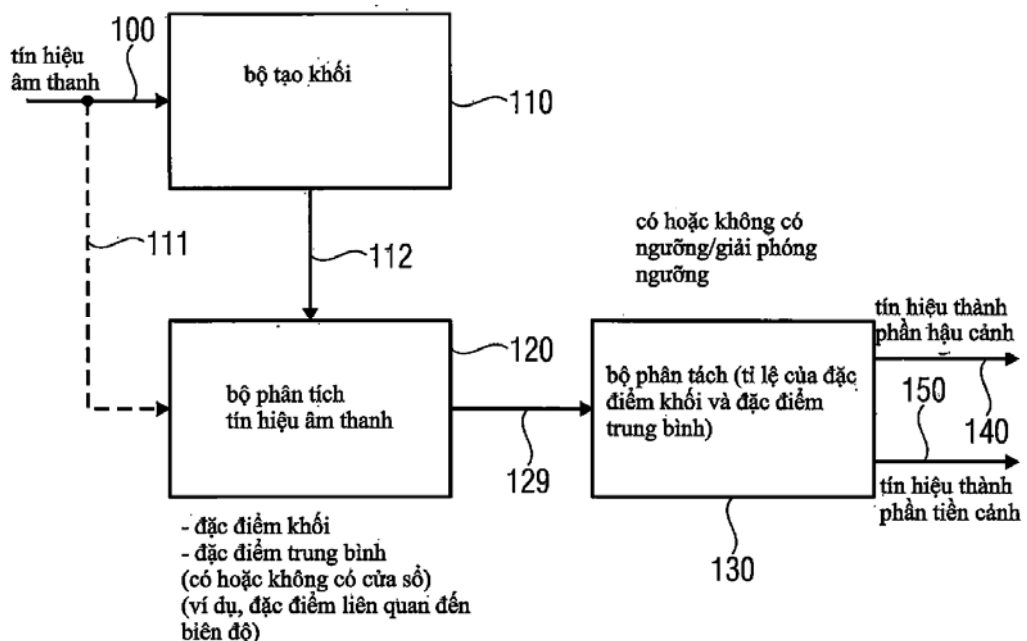 100
tín hiệu
âm thanh
bộ tạo khối
110
111
112
có hoặc không có
ngưỡng/giải phóng
ngưỡng
120
bộ phân tích
tín hiệu âm thanh
129
bộ phân tách (tỉ lệ của đặc
điểm khối và đặc điểm
trung bình)
130
tín hiệu thành
phần hậu cảnh
150
140
tín hiệu thành
phần tiền cảnh
- đặc điểm khối
- đặc điểm trung bình
(có hoặc không có cửa sổ)
(ví dụ, đặc điểm liên quan đến
biên độ)